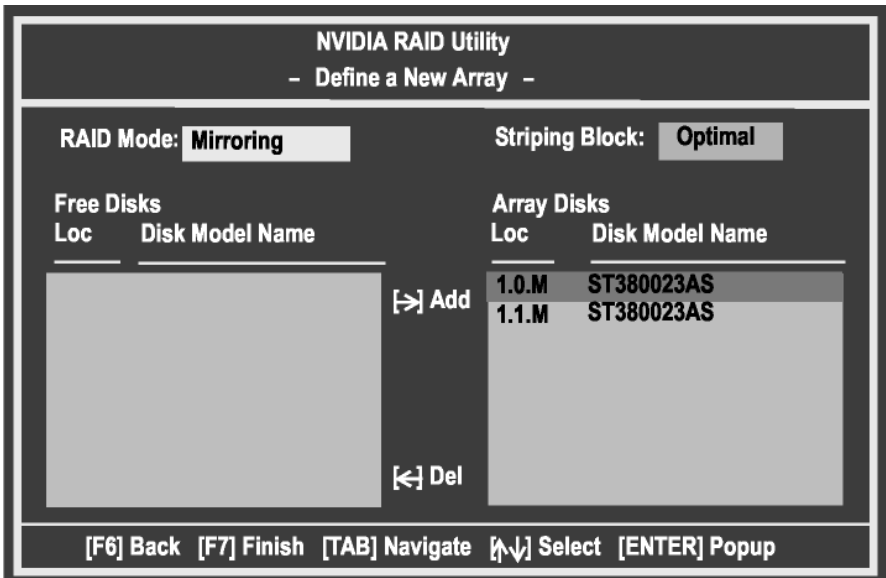 NVIDIA RAID Utility
– Define a New Array –
RAID Mode: Mirroring
Striping Block: Optimal
Free Disks
Loc Disk Model Name
Array Disks
Loc Disk Model Name
[→] Add
1.0.M ST380023AS
1.1.M ST380023AS
[←] Del
[F6] Back [F7] Finish [TAB] Navigate [↑↓] Select [ENTER] Popup